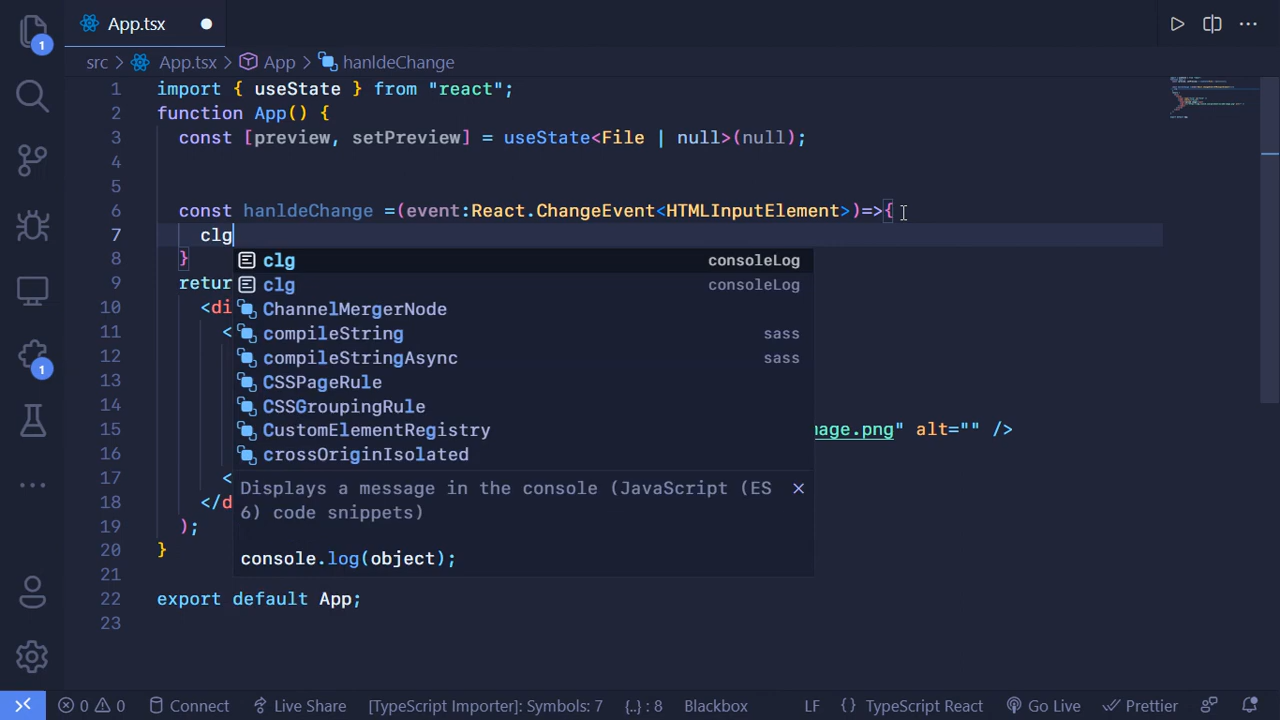 App.tsx
src > App.tsx > App > hanldeChange
1 import { useState } from "react";
2 function App() {
3 const [preview, setPreview] = useState<File | null>(null);
4
5
6 const hanldeChange =(event:React.ChangeEvent<HTMLInputElement>)=>{
7 clg
8 }
clg consoleLog
9 retur
clg consoleLog
10 <di
ChannelMergerNode
11 <
compileString sass
12
compileStringAsync sass
13
CSSPageRule
14
CSSGroupingRule
15 mage.png" alt="" />
CustomElementRegistry
16
crossOriginIsolated
17 <
Displays a message in the console (JavaScript (ES
18 </d
6) code snippets)
19 );
20 }
console.log(object);
21
22 export default App;
23
1
1
0 0 Connect Live Share [TypeScript Importer]: Symbols: 7 {..} : 8 Blackbox LF {} TypeScript React Go Live Prettier